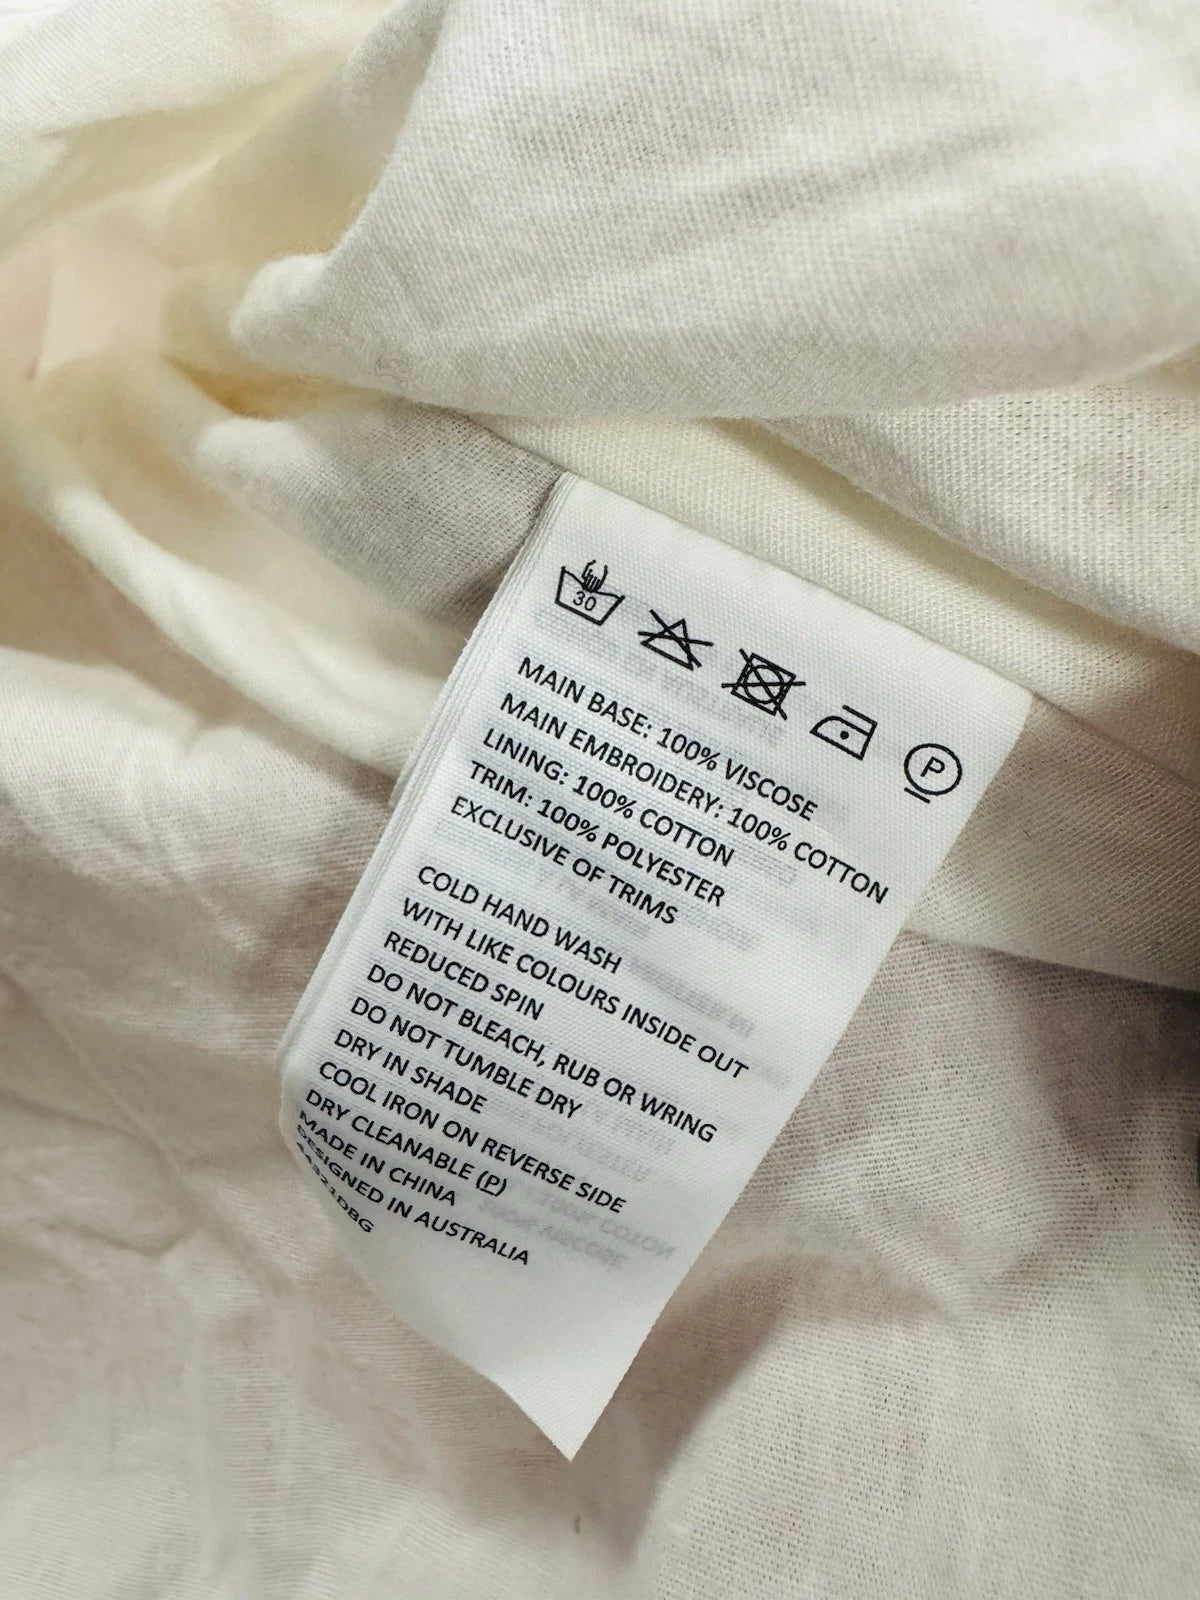 30
P
MAIN BASE: 100% VISCOSE
MAIN EMBROIDERY: 100% COTTON
LINING: 100% COTTON
TRIM: 100% POLYESTER
EXCLUSIVE OF TRIMS
COLD HAND WASH
WITH LIKE COLOURS INSIDE OUT
REDUCED SPIN
DO NOT BLEACH, RUB OR WRING
DO NOT TUMBLE DRY
DRY IN SHADE
COOL IRON ON REVERSE SIDE
DRY CLEANABLE (P)
MADE IN CHINA
DESIGNED IN AUSTRALIA